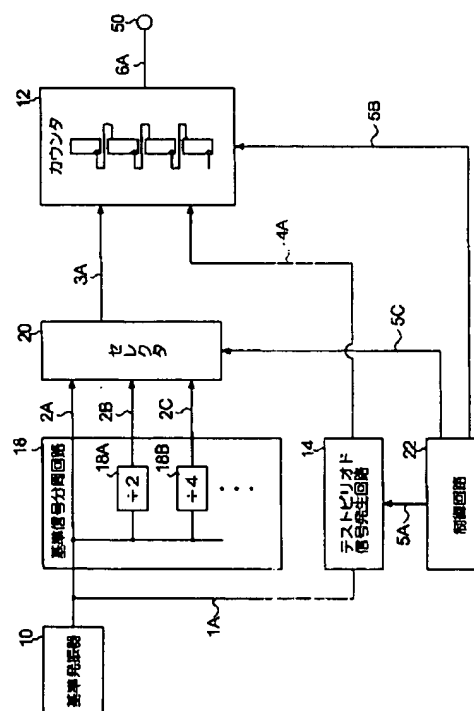 10
基準発振器
1A
18
基準信号分周回路
18A
÷2
18B
÷4
2A
2B
2C
20
セレクタ
3A
12
カウンタ
6A
50
4A
14
テストピリオド
信号発生回路
5A
22
制御回路
5C
5B